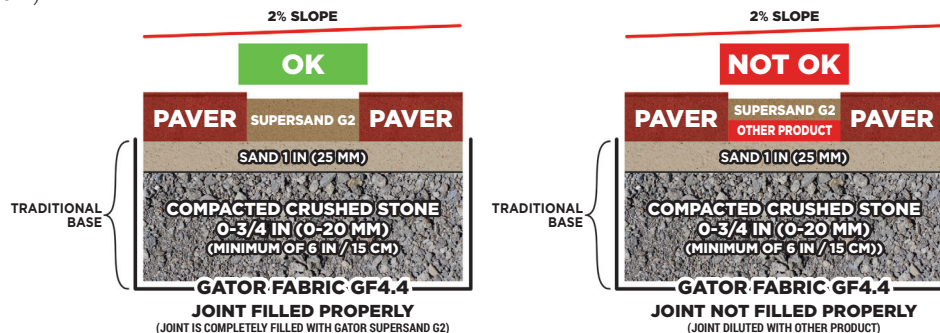 2% SLOPE
OK
PAVER SUPERSAND G2 PAVER
SAND 1 IN (25 MM)
TRADITIONAL
BASE
COMPACTED CRUSHED STONE
0-3/4 IN (0-20 MM)
(MINIMUM OF 6 IN / 15 CM)
GATOR FABRIC GF4.4
JOINT FILLED PROPERLY
(JOINT IS COMPLETELY FILLED WITH GATOR SUPERSAND G2)
2% SLOPE
NOT OK
PAVER SUPERSAND G2 PAVER
OTHER PRODUCT
SAND 1 IN (25 MM)
TRADITIONAL
BASE
COMPACTED CRUSHED STONE
0-3/4 IN (0-20 MM)
(MINIMUM OF 6 IN / 15 CM))
GATOR FABRIC GF4.4
JOINT NOT FILLED PROPERLY
(JOINT DILUTED WITH OTHER PRODUCT)